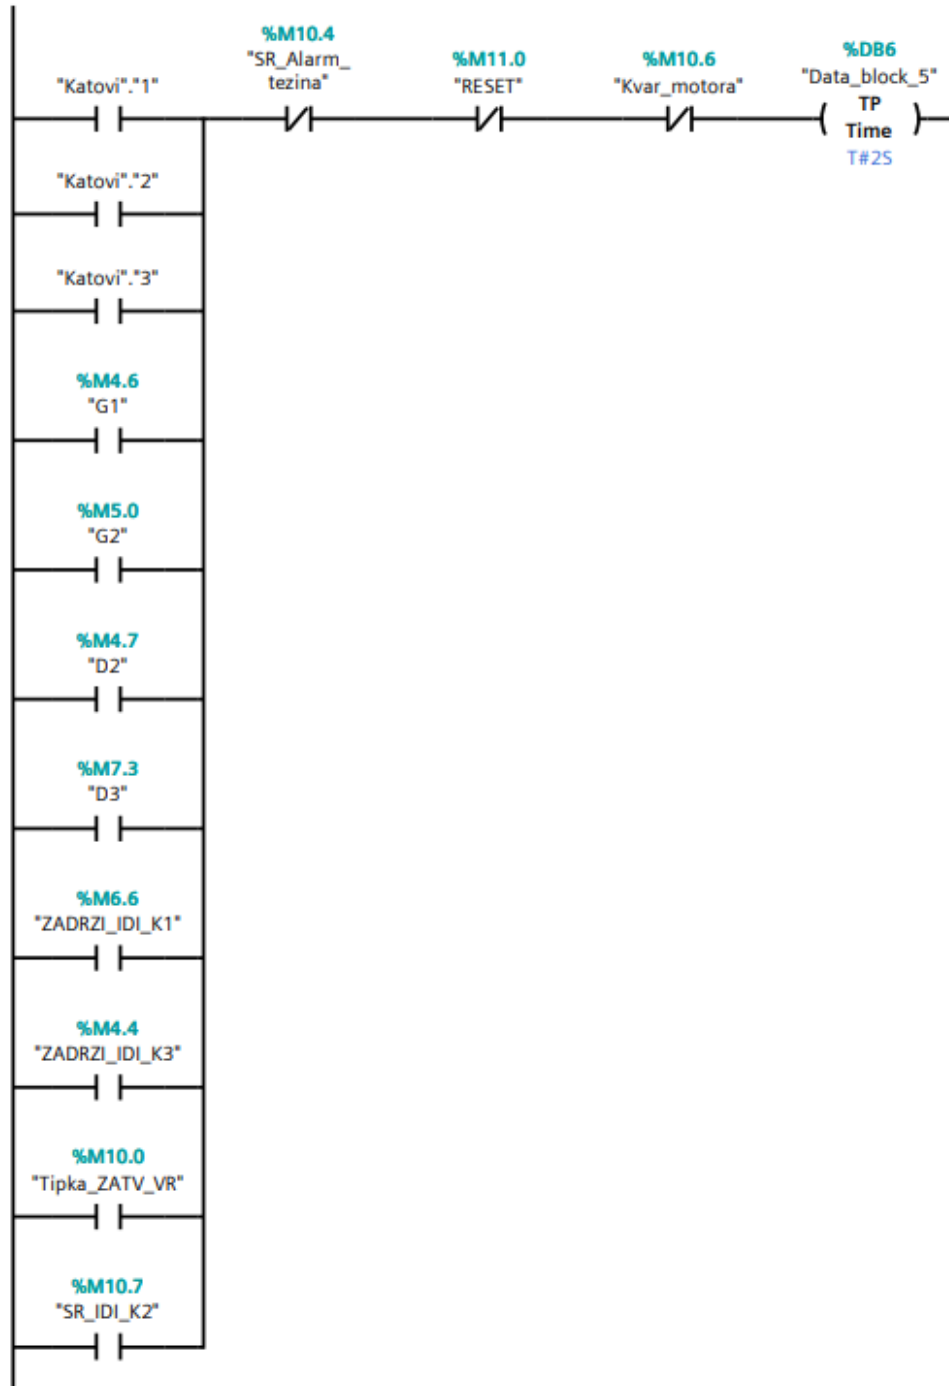 %M10.4
"SR_Alarm_
tezina"
%M11.0
"RESET"
%M10.6
"Kvar_motora"
%DB6
"Data_block_5"
TP
Time
T#2S
"Katovi"."1"
"Katovi"."2"
"Katovi"."3"
%M4.6
"G1"
%M5.0
"G2"
%M4.7
"D2"
%M7.3
"D3"
%M6.6
"ZADRZI_IDI_K1"
%M4.4
"ZADRZI_IDI_K3"
%M10.0
"Tipka_ZATV_VR"
%M10.7
"SR_IDI_K2"